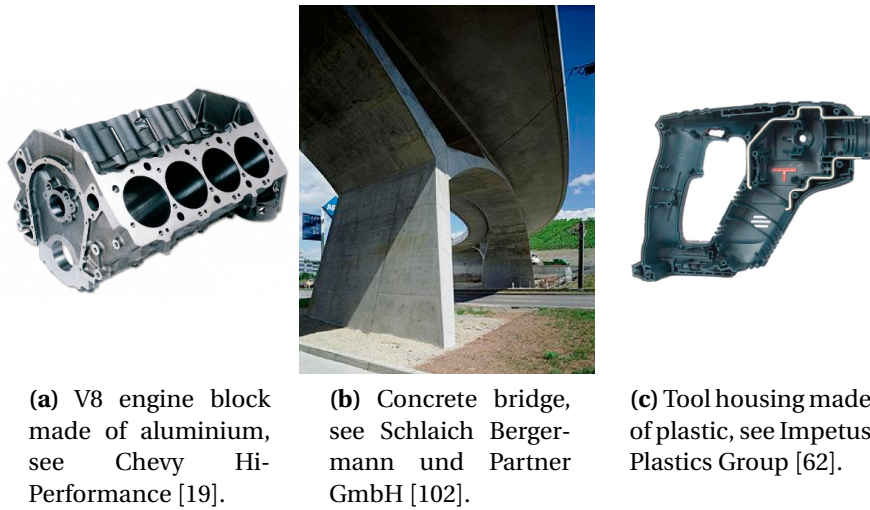 (a) V8 engine block
made of aluminium,
see Chevy Hi-
Performance [19].
(b) Concrete bridge,
see Schlaich Berger-
mann und Partner
GmbH [102].
(c) Tool housing made
of plastic, see Impetus
Plastics Group [62].